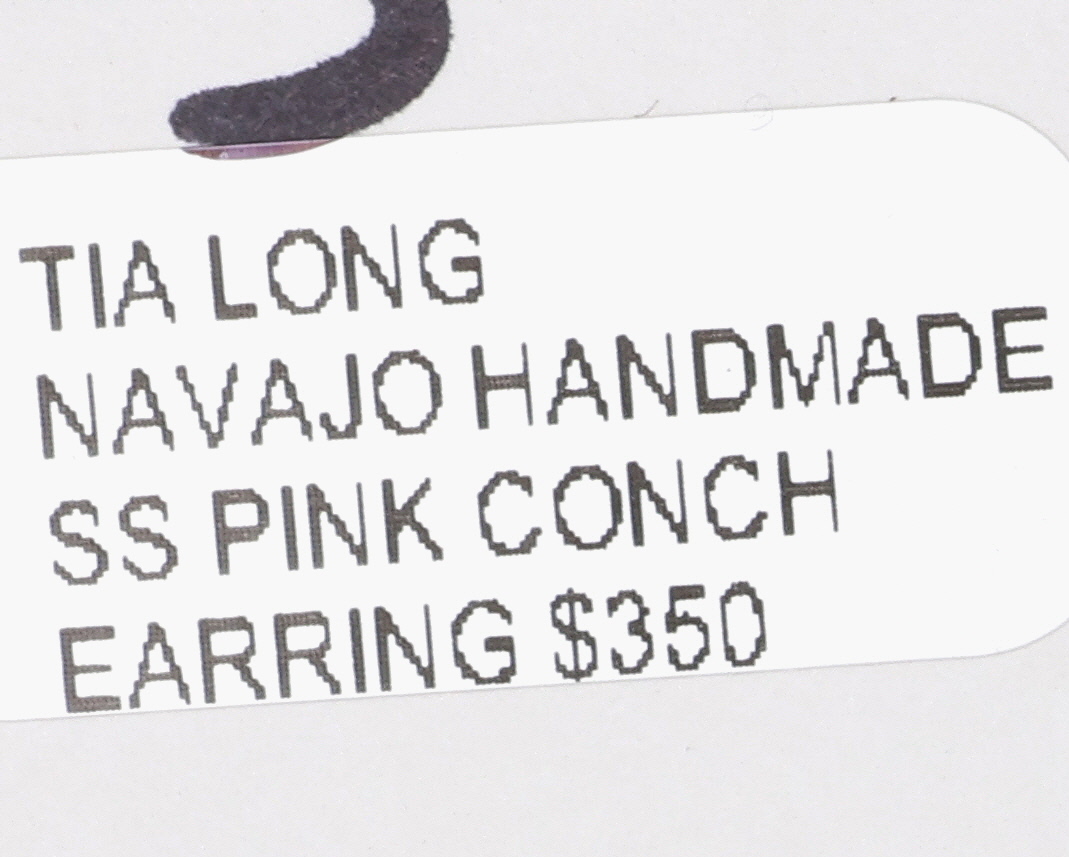 TIA LONG
NAVAJO HANDMADE
SS PINK CONCH
EARRING $350